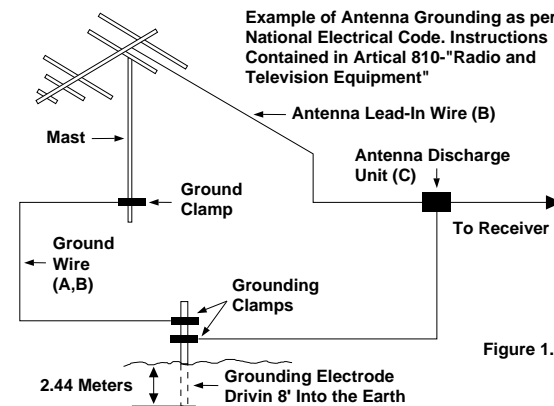 Example of Antenna Grounding as per
National Electrical Code. Instructions
Contained in Artical 810-"Radio and
Television Equipment"
Antenna Lead-In Wire (B)
Mast
Antenna Discharge
Unit (C)
Ground
Clamp
To Receiver
Ground
Wire
(A,B)
Grounding
Clamps
Figure 1.
2.44 Meters
Grounding Electrode
Drivin 8' Into the Earth